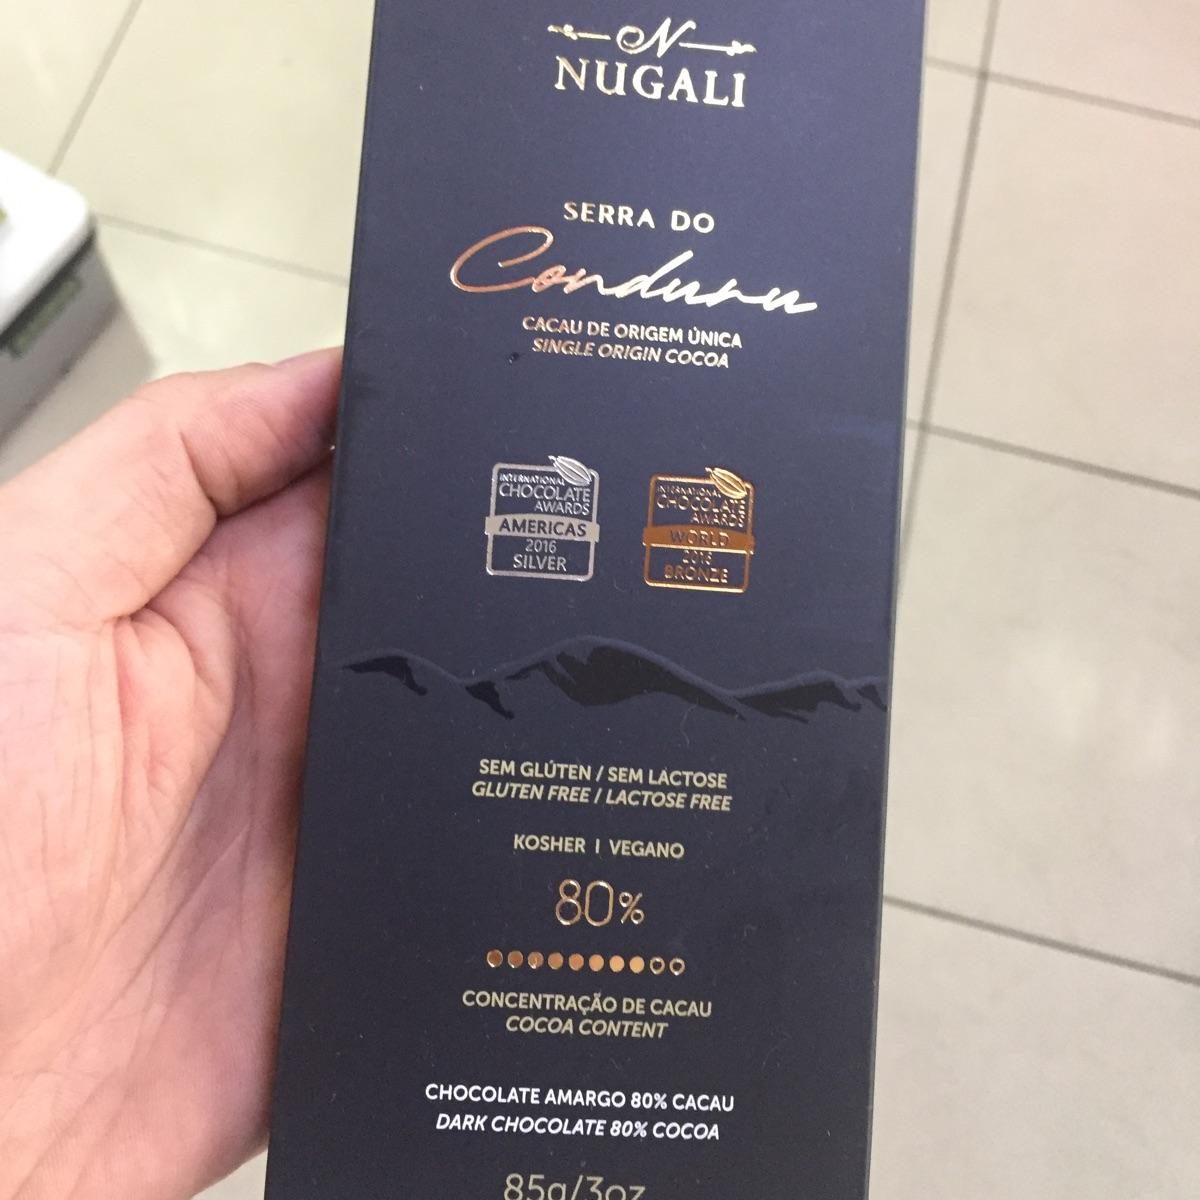 N
NUGALI
SERRA DO
Conduru
CACAU DE ORIGEM ÚNICA
SINGLE ORIGIN COCOA
INTERNATIONAL
CHOCOLATE
AWARDS
AMERICAS
2016
SILVER
INTERNATIONAL
CHOCOLATE
AWARDS
WORLD
2016
BRONZE
SEM GLÚTEN / SEM LACTOSE
GLUTEN FREE / LACTOSE FREE
KOSHER | VEGANO
80%
CONCENTRAÇÃO DE CACAU
COCOA CONTENT
CHOCOLATE AMARGO 80% CACAU
DARK CHOCOLATE 80% COCOA
85g/3oz